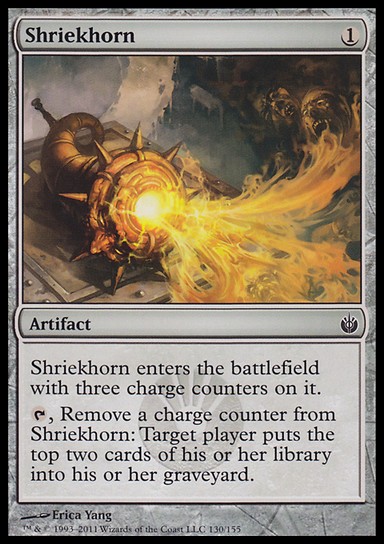 Shriekhorn 1
Artifact
Shriekhorn enters the battlefield
with three charge counters on it.
, Remove a charge counter from
Shriekhorn: Target player puts the
top two cards of his or her library
into his or her graveyard.
Erica Yang
™ & © 1993–2011 Wizards of the Coast LLC 130/155